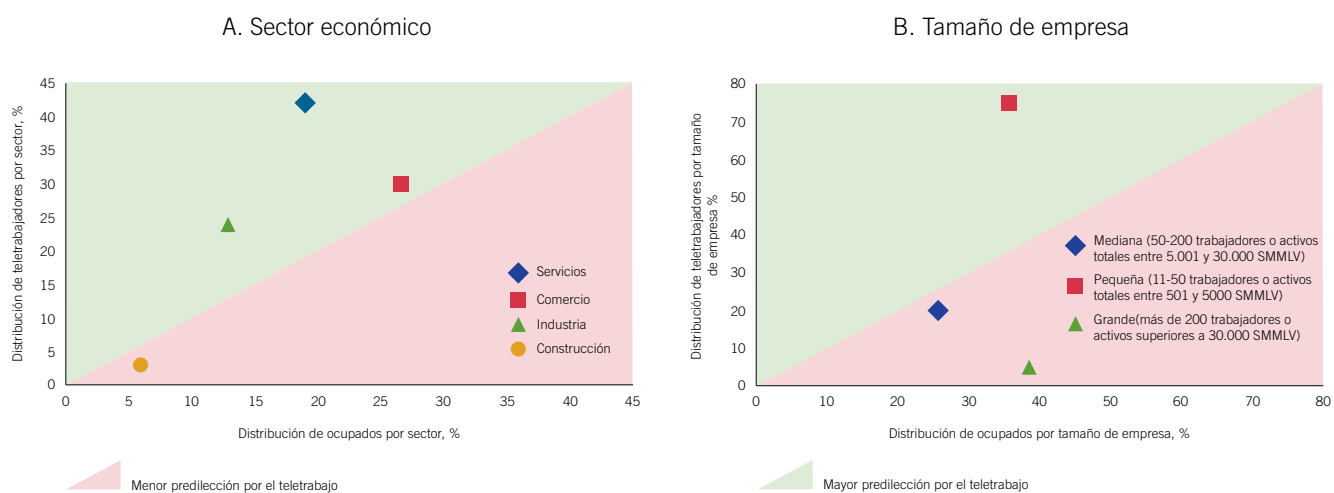 A. Sector económico
Distribución de teletrabajadores por sector, %
45
40
35
30
25
20
15
10
5
0
0 5 10 15 20 25 30 35 40 45
Servicios
Comercio
Industria
Construcción
Distribución de ocupados por sector, %
Menor predilección por el teletrabajo
B. Tamaño de empresa
Distribución de teletrabajadores por tamaño
de empresa %
80
70
60
50
40
30
20
10
0
0 10 20 30 40 50 60 70 80
Mediana (50-200 trabajadores o activos
totales entre 5.001 y 30.000 SMMLV)
Pequeña (11-50 trabajadores o activos
totales entre 501 y 5000 SMMLV)
Grande(más de 200 trabajadores o
activos superiores a 30.000 SMMLV)
Distribución de ocupados por tamaño de empresa, %
Mayor predilección por el teletrabajo